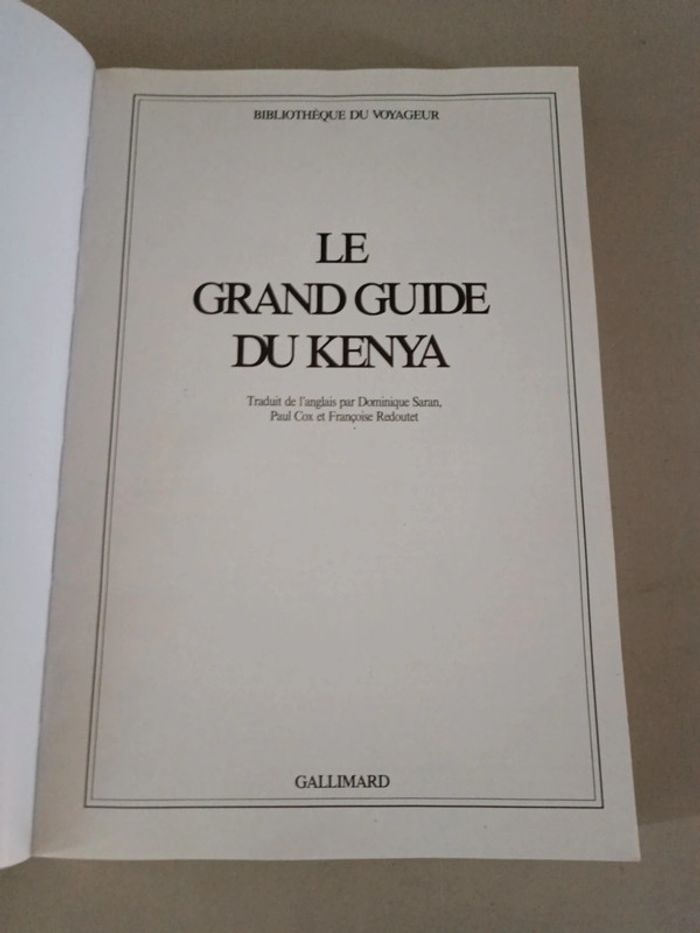 BIBLIOTHÈQUE DU VOYAGEUR
LE
GRAND GUIDE
DU KENYA
Traduit de l'anglais par Dominique Saran,
Paul Cox et Françoise Redoutet
GALLIMARD